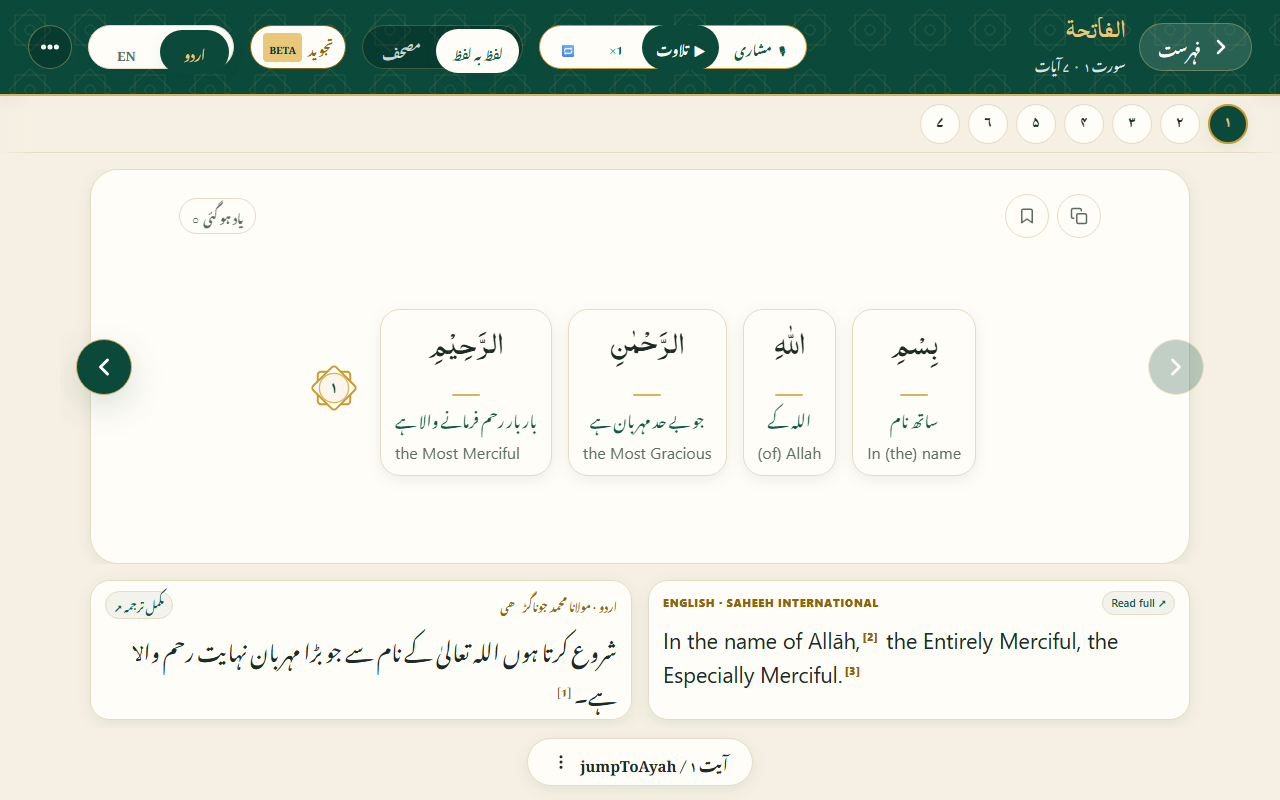 فہرست
الفاتحة
سورت ۱ · ۷ آیات
مشاری
▶ تلاوت
×1
لفظ بہ لفظ
مصحف
تجوید BETA
اردو
EN
•••
۱ ۲ ۳ ۴ ۵ ۶ ۷
یاد ہو گئی ○
بِسْمِ
ساتھ نام
In (the) name
اللّٰهِ
اللہ کے
(of) Allah
الرَّحْمٰنِ
جو بے حد مہربان ہے
the Most Gracious
الرَّحِيْمِ
بار بار رحم فرمانے والا ہے
the Most Merciful
۱
ENGLISH · SAHEEH INTERNATIONAL
Read full ↗
In the name of Allāh,[2] the Entirely Merciful, the
Especially Merciful.[3]
اردو · مولانا محمد جوناگڑھی
مکمل ترجمہ ↗
شروع کرتا ہوں اللہ تعالیٰ کے نام سے جو بڑا مہربان نہایت رحم والا
ہے۔ [1]
آیت ۱ / jumpToAyah